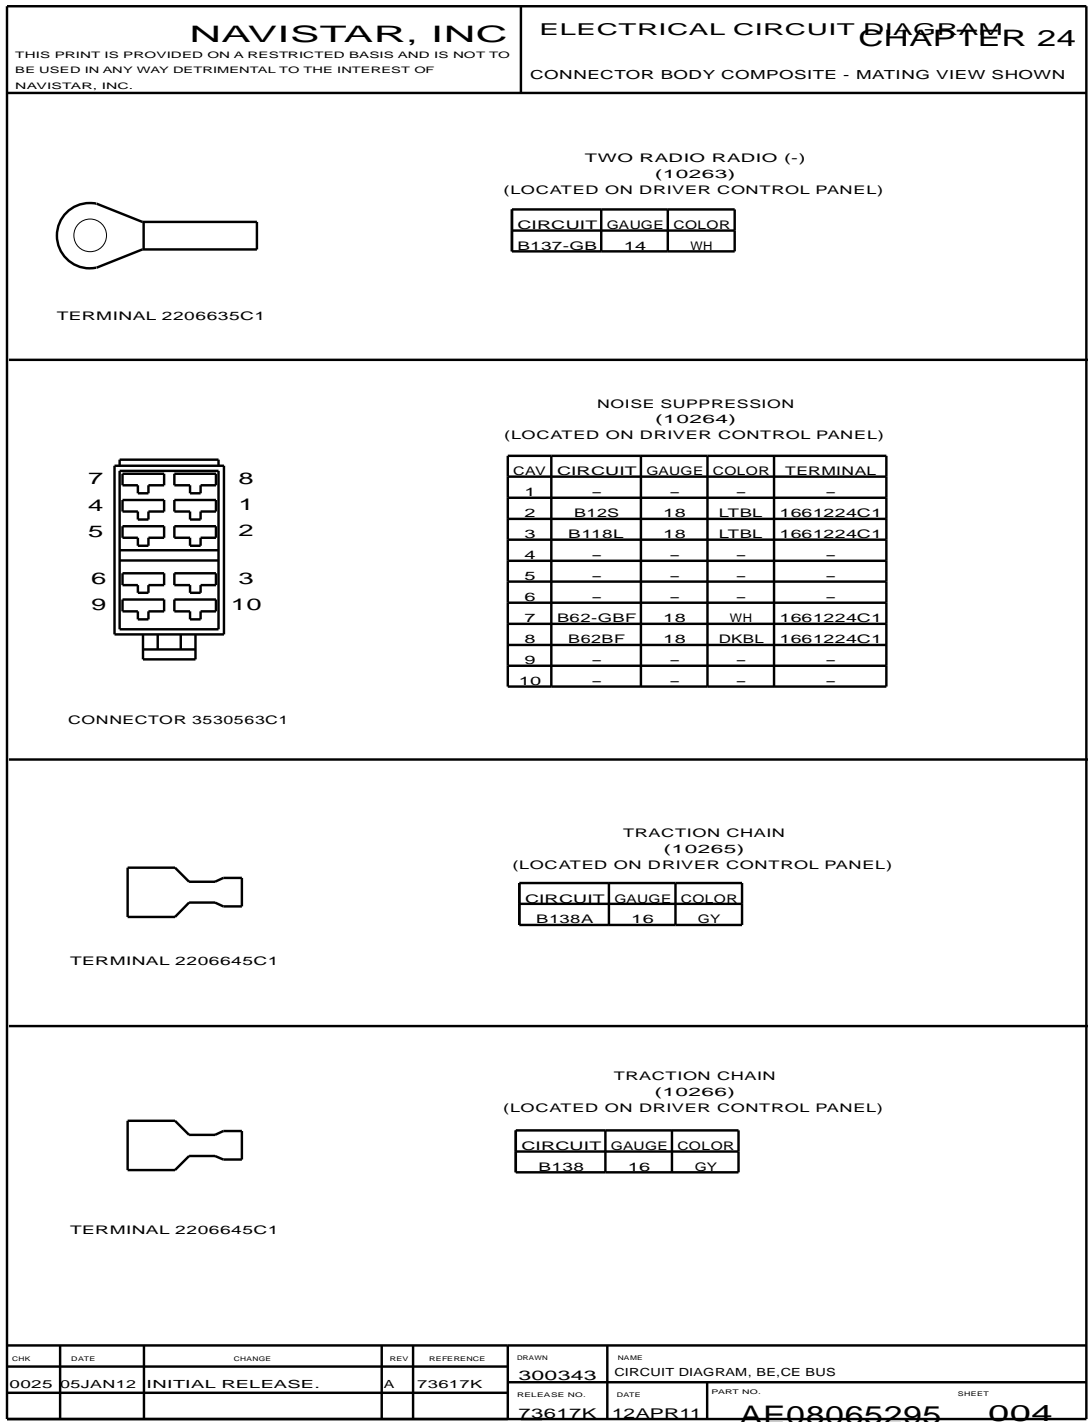 NAVISTAR, INC
THIS PRINT IS PROVIDED ON A RESTRICTED BASIS AND IS NOT TO
BE USED IN ANY WAY DETRIMENTAL TO THE INTEREST OF
NAVISTAR, INC.
ELECTRICAL CIRCUIT DIAGRAM
CHAPTER 24
CONNECTOR BODY COMPOSITE - MATING VIEW SHOWN
TWO RADIO RADIO (-)
(10263)
(LOCATED ON DRIVER CONTROL PANEL)
CIRCUIT GAUGE COLOR
B137-GB 14 WH
TERMINAL 2206635C1
NOISE SUPPRESSION
(10264)
(LOCATED ON DRIVER CONTROL PANEL)
7 8
4 1
5 2
6 3
9 10
CAV CIRCUIT GAUGE COLOR TERMINAL
1 – – – –
2 B12S 18 LTBL 1661224C1
3 B118L 18 LTBL 1661224C1
4 – – – –
5 – – – –
6 – – – –
7 B62-GBF 18 WH 1661224C1
8 B62BF 18 DKBL 1661224C1
9 – – – –
10 – – – –
CONNECTOR 3530563C1
TRACTION CHAIN
(10265)
(LOCATED ON DRIVER CONTROL PANEL)
CIRCUIT GAUGE COLOR
B138A 16 GY
TERMINAL 2206645C1
TRACTION CHAIN
(10266)
(LOCATED ON DRIVER CONTROL PANEL)
CIRCUIT GAUGE COLOR
B138 16 GY
TERMINAL 2206645C1
CHK DATE CHANGE REV REFERENCE
0025 05JAN12 INITIAL RELEASE. A 73617K
DRAWN NAME
300343 CIRCUIT DIAGRAM, BE,CE BUS
RELEASE NO. DATE PART NO. SHEET
73617K 12APR11 AE08065295 004